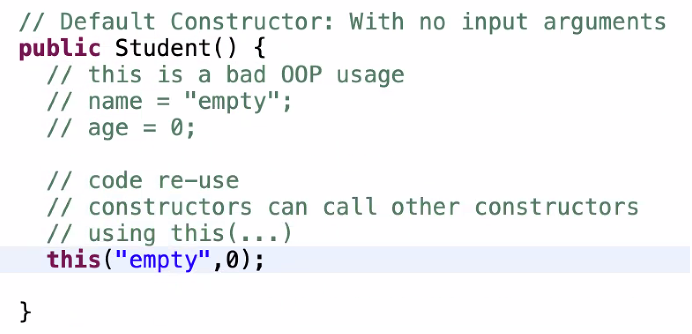 // Default Constructor: With no input arguments
public Student() {
// this is a bad OOP usage
// name = "empty";
// age = 0;
// code re-use
// constructors can call other constructors
// using this(...)
this("empty",0);
}